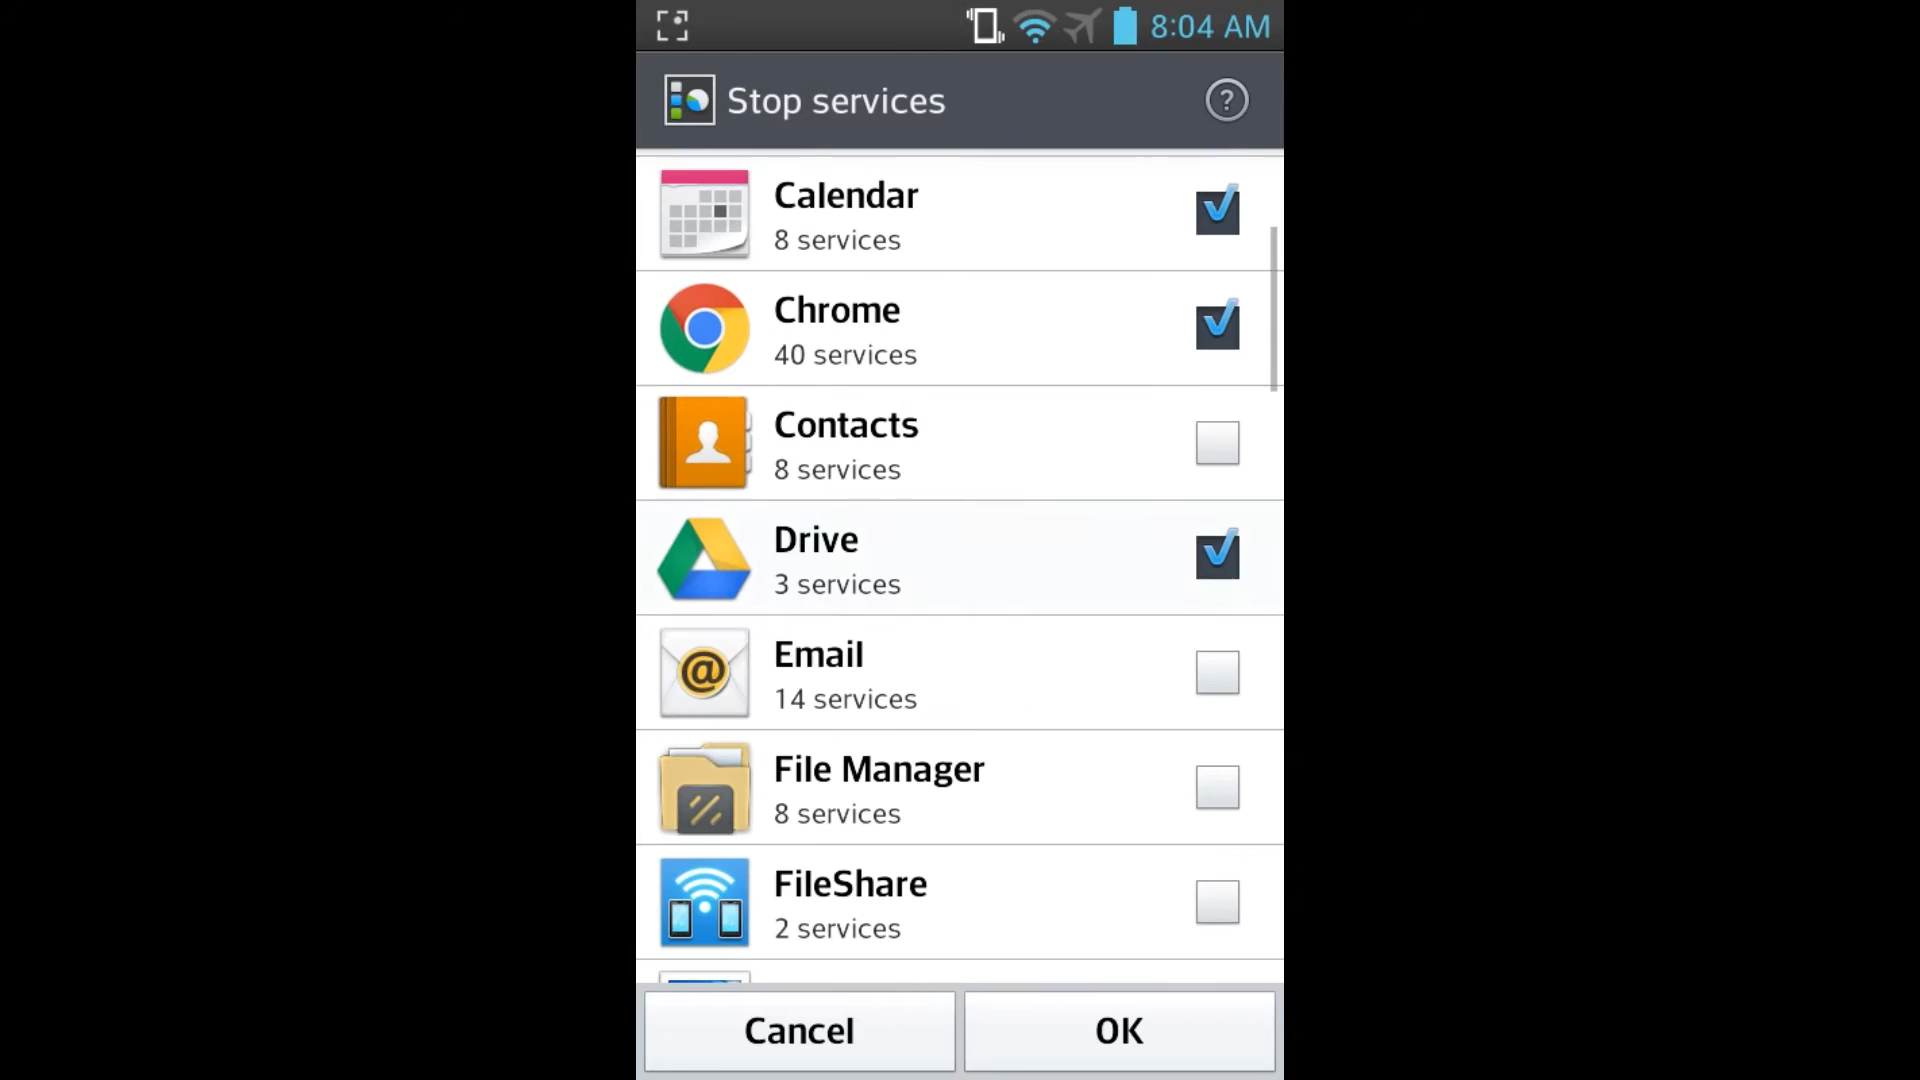 8:04 AM
Stop services
?
Calendar
8 services
Chrome
40 services
Contacts
8 services
Drive
3 services
@
Email
14 services
File Manager
8 services
FileShare
2 services
Cancel
OK